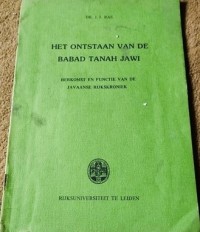 DR. J. J. RAS
HET ONTSTAAN VAN DE
BABAD TANAH JAWI
HERKOMST EN FUNCTIE VAN DE
JAVAANSE RIJKSKRONIEK
RIJKSUNIVERSITEIT TE LEIDEN